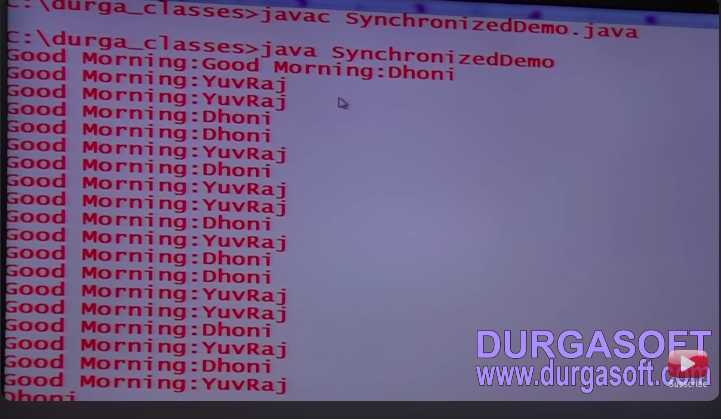 C:\durga_classes>javac SynchronizedDemo.java
C:\durga_classes>java SynchronizedDemo
Good Morning:Good Morning:Dhoni
Good Morning:YuvRaj
Good Morning:YuvRaj
Good Morning:Dhoni
Good Morning:Dhoni
Good Morning:YuvRaj
Good Morning:Dhoni
Good Morning:YuvRaj
Good Morning:YuvRaj
Good Morning:Dhoni
Good Morning:YuvRaj
Good Morning:Dhoni
Good Morning:Dhoni
Good Morning:YuvRaj
Good Morning:YuvRaj
Good Morning:Dhoni
Good Morning:YuvRaj
Good Morning:Dhoni
Good Morning:YuvRaj
Dhoni
DURGASOFT
www.durgasoft.com
Subscribe